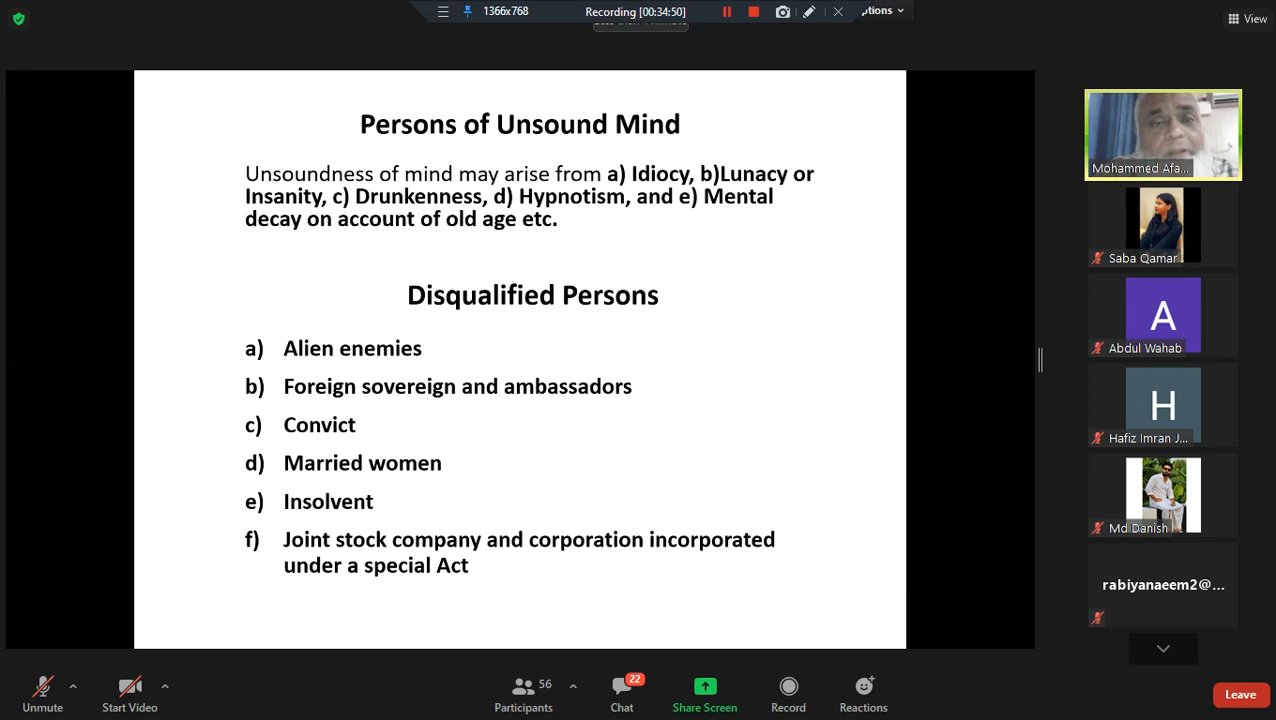 1366x768
Recording [00:34:50]
ptions
View
Persons of Unsound Mind
Unsoundness of mind may arise from a) Idiocy, b)Lunacy or
Insanity, c) Drunkenness, d) Hypnotism, and e) Mental
decay on account of old age etc.
Disqualified Persons
a) Alien enemies
b) Foreign sovereign and ambassadors
c) Convict
d) Married women
e) Insolvent
f) Joint stock company and corporation incorporated
under a special Act
Mohammed Afa...
Saba Qamar
A
Abdul Wahab
H
Hafiz Imran J...
Md Danish
rabiyanaeem2@...
Unmute
Start Video
56
Participants
22
Chat
Share Screen
Record
Reactions
Leave